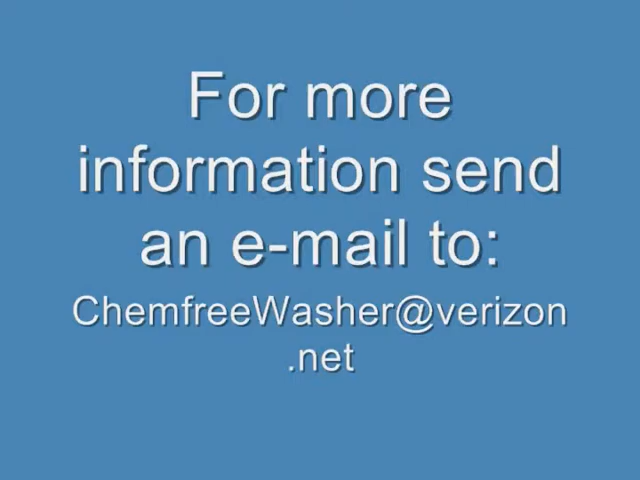 For more
information send
an e-mail to:
ChemfreeWasher@verizon
.net